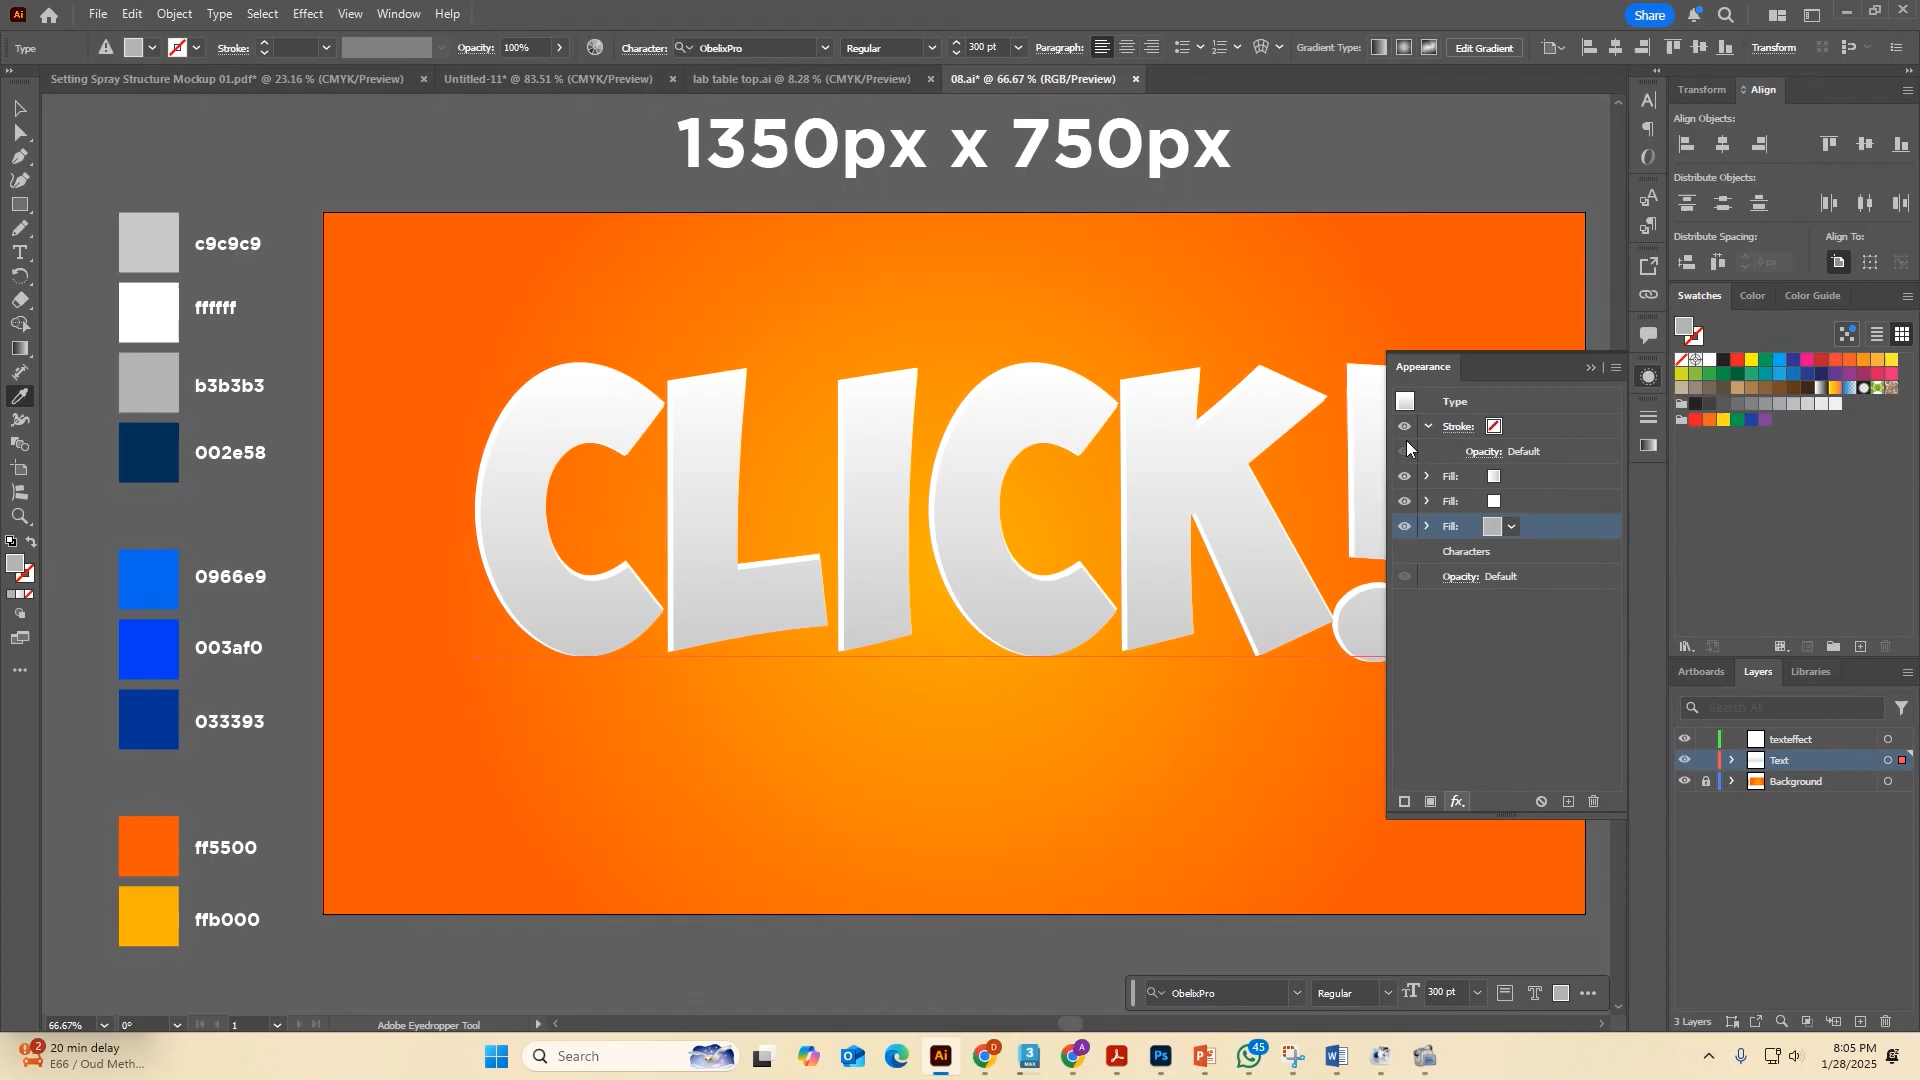 Ai File Edit Object Type Select Effect View Window Help Share
Type Stroke: Opacity: 100% Character: ObelixPro Regular 300 pt Paragraph: Gradient Type: Edit Gradient Transform
Setting Spray Structure Mockup 01.pdf* @ 23.16 % (CMYK/Preview) × Untitled-11* @ 83.51 % (CMYK/Preview) × lab table top.ai @ 8.28 % (CMYK/Preview) × 08.ai* @ 66.67 % (RGB/Preview) ×
Transform Align
Align Objects:
Distribute Objects:
Distribute Spacing: Align To:
0 px
Swatches Color Color Guide
1350px x 750px
c9c9c9
ffffff
b3b3b3
002e58
0966e9
003af0
033393
ff5500
ffb000
CLICK!
Appearance
Type
Stroke:
Opacity: Default
Fill:
Fill:
Fill:
Characters
Opacity: Default
fx
Artboards Layers Libraries
Search All
texteffect
Text
Background
3 Layers
ObelixPro Regular 300 pt
66.67% 0° 1 Adobe Eyedropper Tool
2
20 min delay
E66 / Oud Meth...
Search
45
8:05 PM
1/28/2025